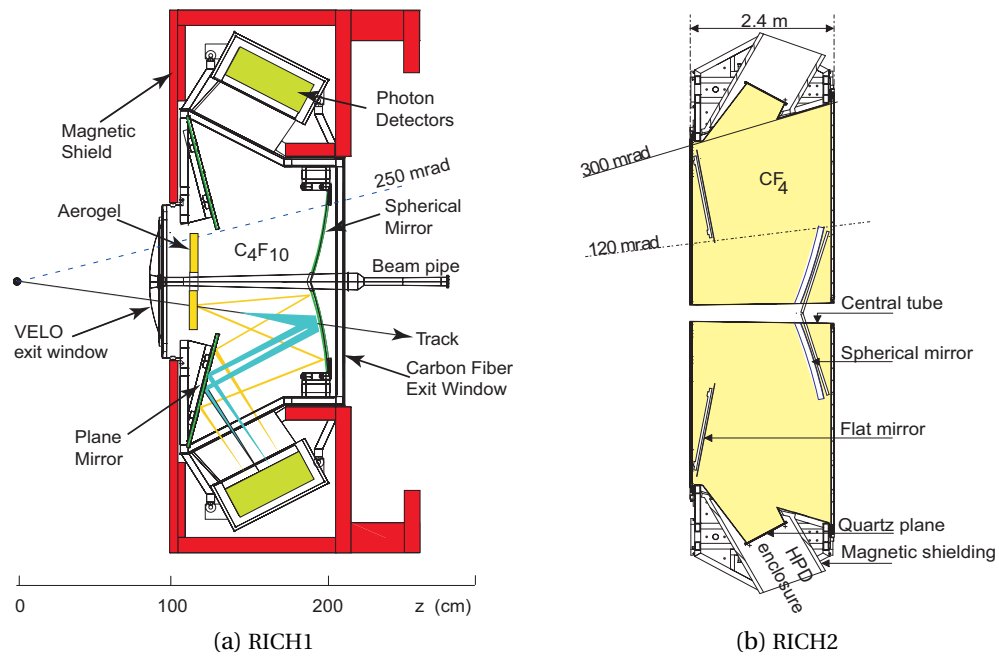 Magnetic
Shield
Photon
Detectors
250 mrad
Aerogel
Spherical
Mirror
C4F10
Beam pipe
VELO
exit window
Track
Carbon Fiber
Exit Window
Plane
Mirror
0 100 200 z (cm)
(a) RICH1
2.4 m
300 mrad
CF4
120 mrad
Central tube
Spherical mirror
Flat mirror
Quartz plane
Magnetic shielding
HPD
enclosure
(b) RICH2